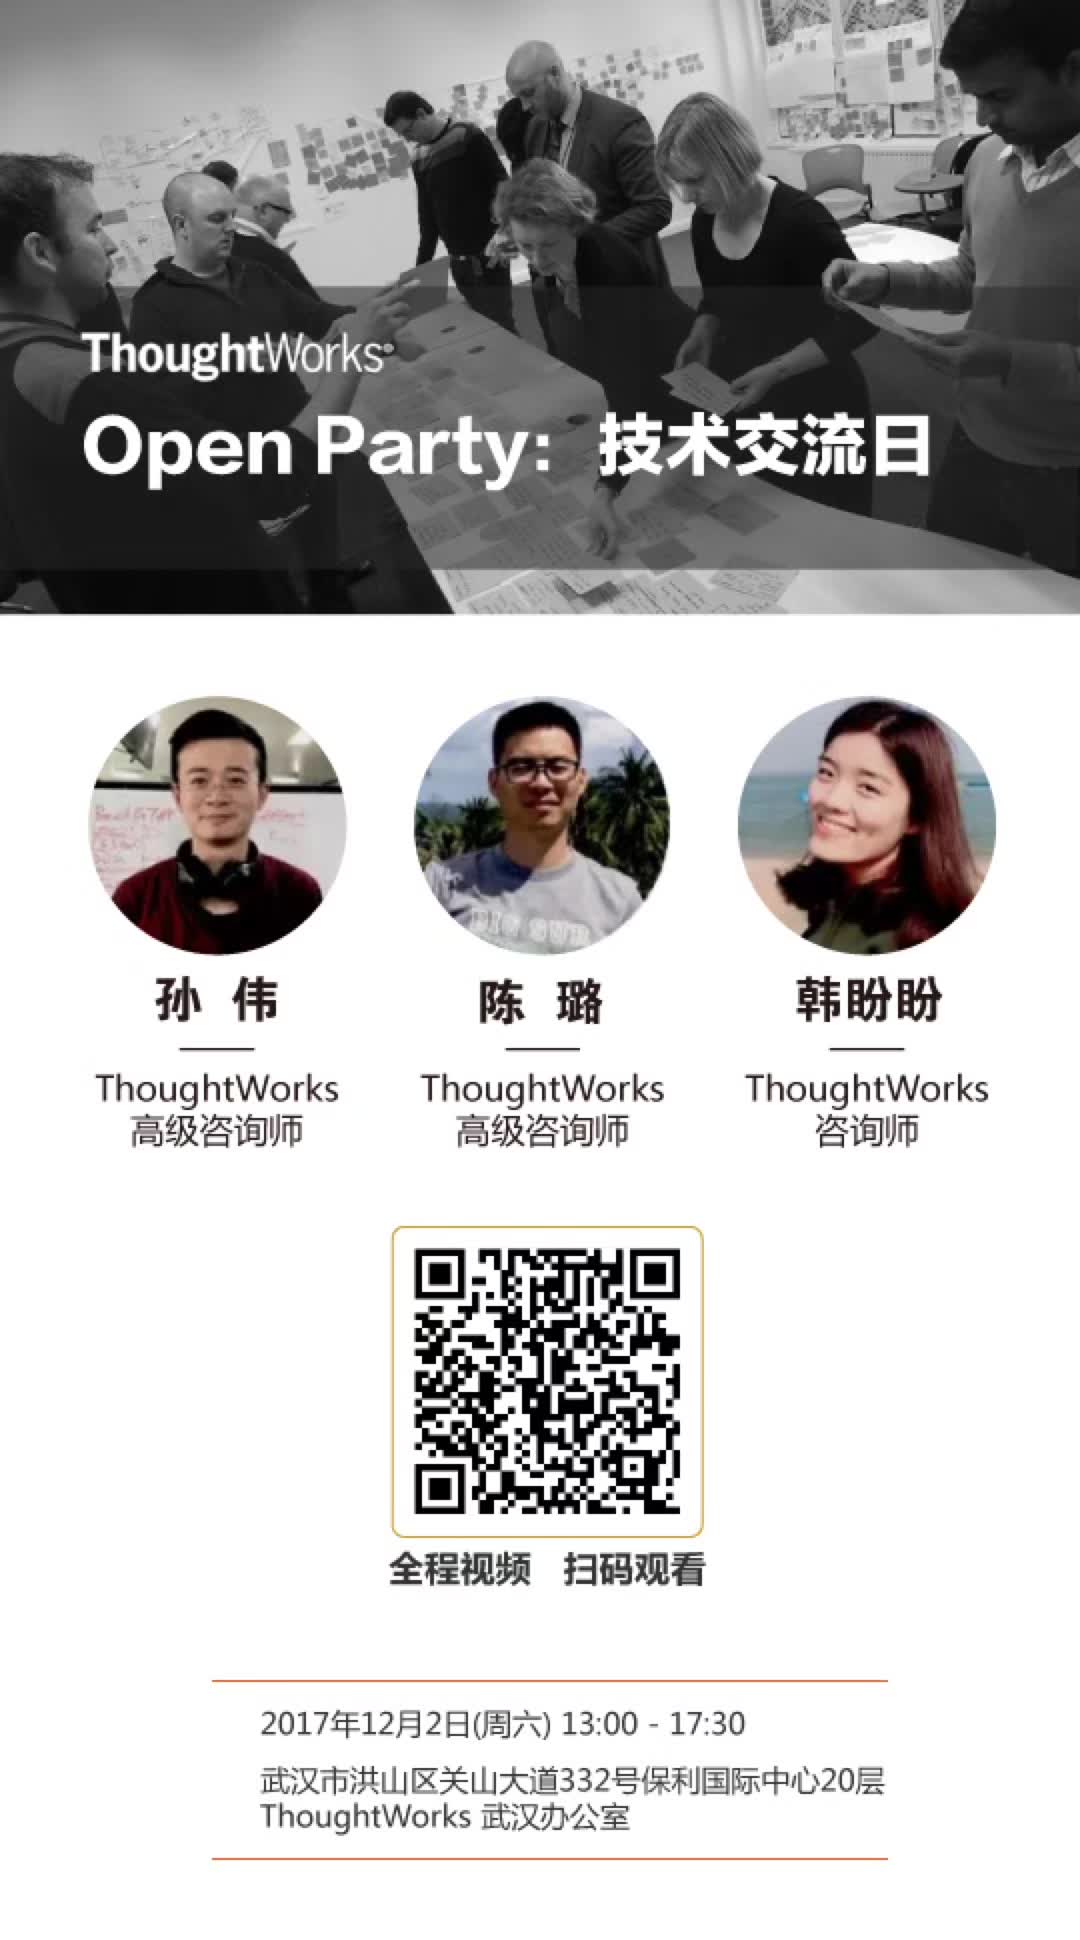 ThoughtWorks®
Open Party：技术交流日
孙 伟
ThoughtWorks
高级咨询师
陈 璐
ThoughtWorks
高级咨询师
韩盼盼
ThoughtWorks
咨询师
全程视频 扫码观看
2017年12月2日(周六) 13:00 - 17:30
武汉市洪山区关山大道332号保利国际中心20层
ThoughtWorks 武汉办公室